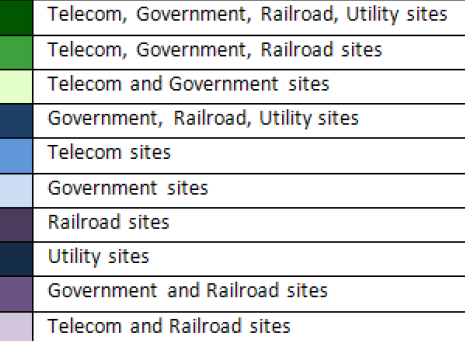 Telecom, Government, Railroad, Utility sites
Telecom, Government, Railroad sites
Telecom and Government sites
Government, Railroad, Utility sites
Telecom sites
Government sites
Railroad sites
Utility sites
Government and Railroad sites
Telecom and Railroad sites